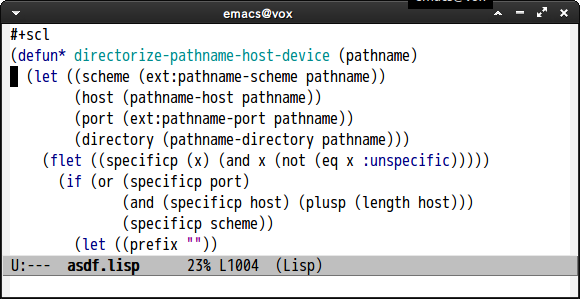 emacs@vox
emacs@vox
#+scl
(defun* directorize-pathname-host-device (pathname)
  (let ((scheme (ext:pathname-scheme pathname))
        (host (pathname-host pathname))
        (port (ext:pathname-port pathname))
        (directory (pathname-directory pathname)))
    (flet ((specificp (x) (and x (not (eq x :unspecific)))))
      (if (or (specificp port)
              (and (specificp host) (plusp (length host)))
              (specificp scheme))
        (let ((prefix ""))
U:---  asdf.lisp      23% L1004  (Lisp)